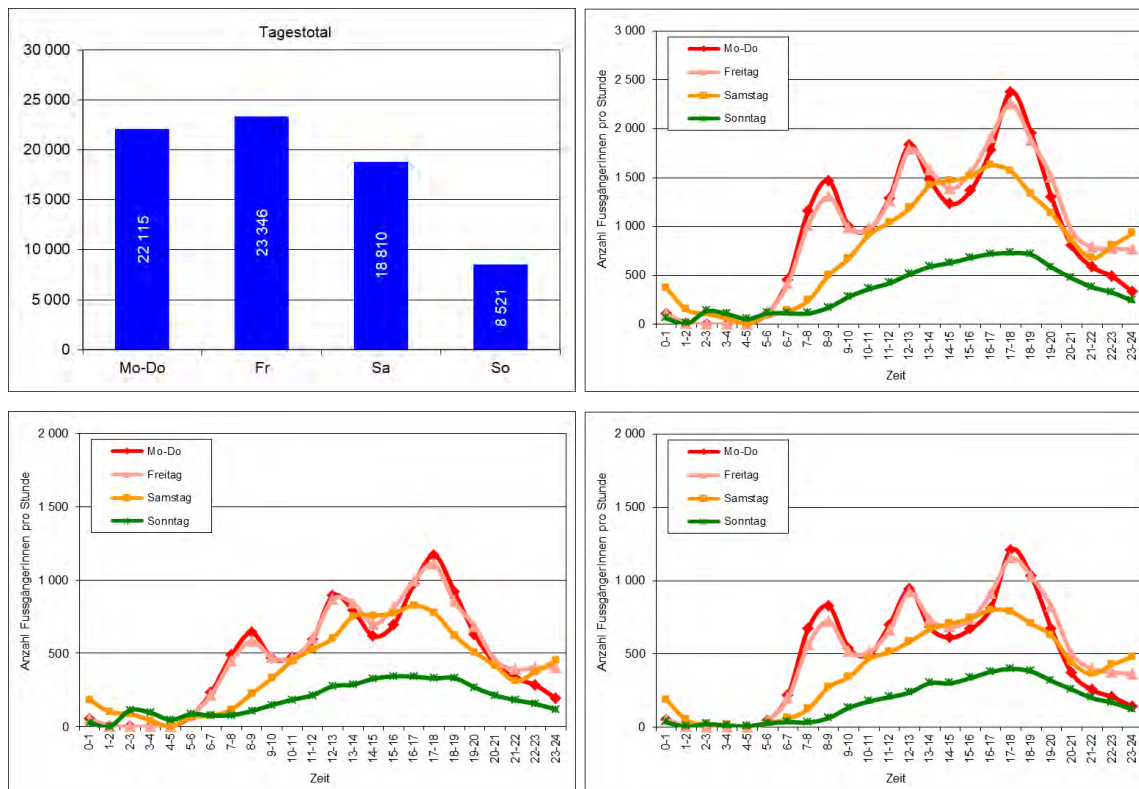 Tagestotal
30 000
25 000
20 000
15 000
10 000
5 000
0
22 115
23 346
18 810
8 521
Mo-Do Fr Sa So
Anzahl FussgängerInnen pro Stunde
3 000
2 500
2 000
1 500
1 000
500
0
Mo-Do
Freitag
Samstag
Sonntag
0-1 1-2 2-3 3-4 4-5 5-6 6-7 7-8 8-9 9-10 10-11 11-12 12-13 13-14 14-15 15-16 16-17 17-18 18-19 19-20 20-21 21-22 22-23 23-24
Zeit
Anzahl FussgängerInnen pro Stunde
2 000
1 500
1 000
500
0
Mo-Do
Freitag
Samstag
Sonntag
0-1 1-2 2-3 3-4 4-5 5-6 6-7 7-8 8-9 9-10 10-11 11-12 12-13 13-14 14-15 15-16 16-17 17-18 18-19 19-20 20-21 21-22 22-23 23-24
Zeit
Anzahl FussgängerInnen pro Stunde
2 000
1 500
1 000
500
0
Mo-Do
Freitag
Samstag
Sonntag
0-1 1-2 2-3 3-4 4-5 5-6 6-7 7-8 8-9 9-10 10-11 11-12 12-13 13-14 14-15 15-16 16-17 17-18 18-19 19-20 20-21 21-22 22-23 23-24
Zeit